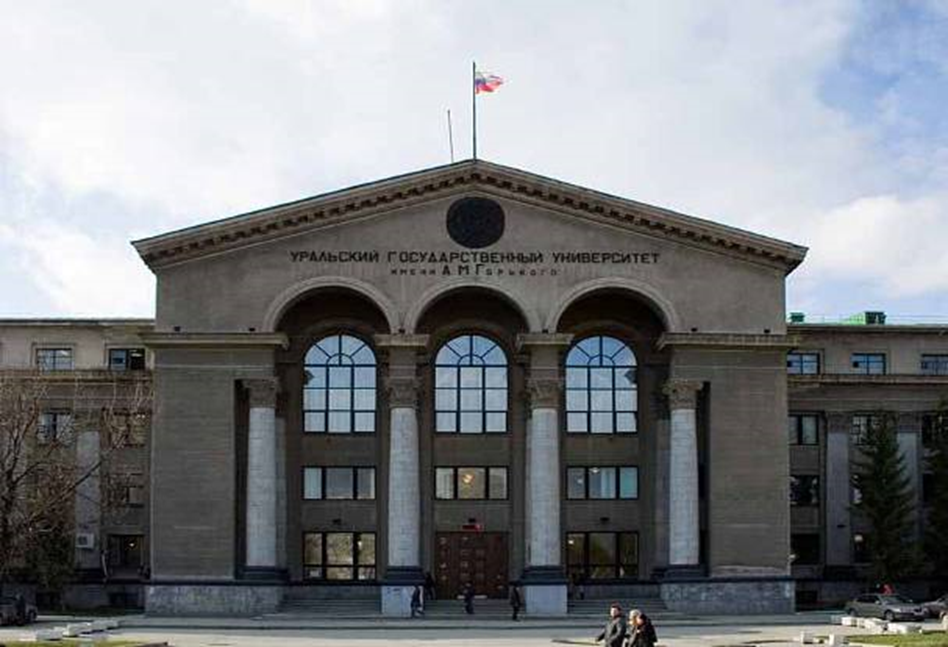 УРАЛЬСКИЙ ГОСУДАРСТВЕННЫЙ УНИВЕРСИТЕТ
ИМЕНИ А.М.ГОРЬКОГО